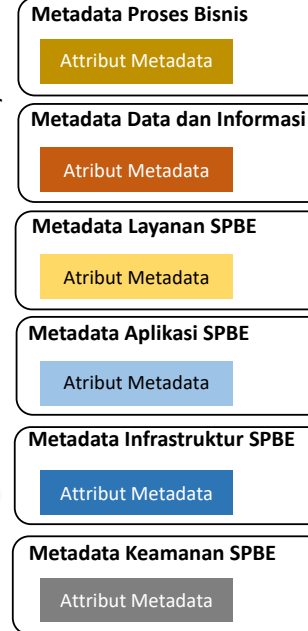 Metadata Proses Bisnis
Attribut Metadata
Metadata Data dan Informasi
Atribut Metadata
Metadata Layanan SPBE
Atribut Metadata
Metadata Aplikasi SPBE
Atribut Metadata
Metadata Infrastruktur SPBE
Attribut Metadata
Metadata Keamanan SPBE
Attribut Metadata